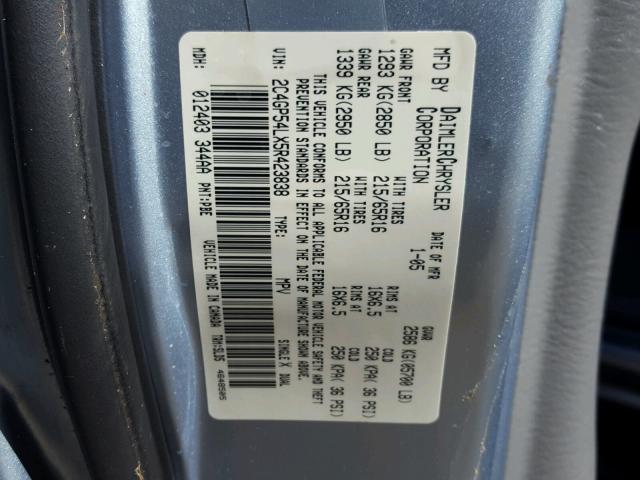 MFD BY DAIMLERCHRYSLER CORPORATION
DATE OF MFR 1-05
GVWR 2586 KG(05700 LB)
GAWR FRONT 1293 KG(2850 LB) WITH TIRES 215/65R16 RIMS AT 16X6.5 COLD 250 KPA( 36 PSI)
GAWR REAR 1339 KG(2950 LB) WITH TIRES 215/65R16 RIMS AT 16X6.5 COLD 250 KPA( 36 PSI)
THIS VEHICLE CONFORMS TO ALL APPLICABLE FEDERAL MOTOR VEHICLE SAFETY AND THEFT
PREVENTION STANDARDS IN EFFECT ON THE DATE OF MANUFACTURE SHOWN ABOVE.
VIN: 2C4GP54LX5R423838 TYPE: MPV SINGLE X DUAL
MDH: 012403 344AA PNT:PBE VEHICLE MADE IN CANADA TRM:SLD5 4648505